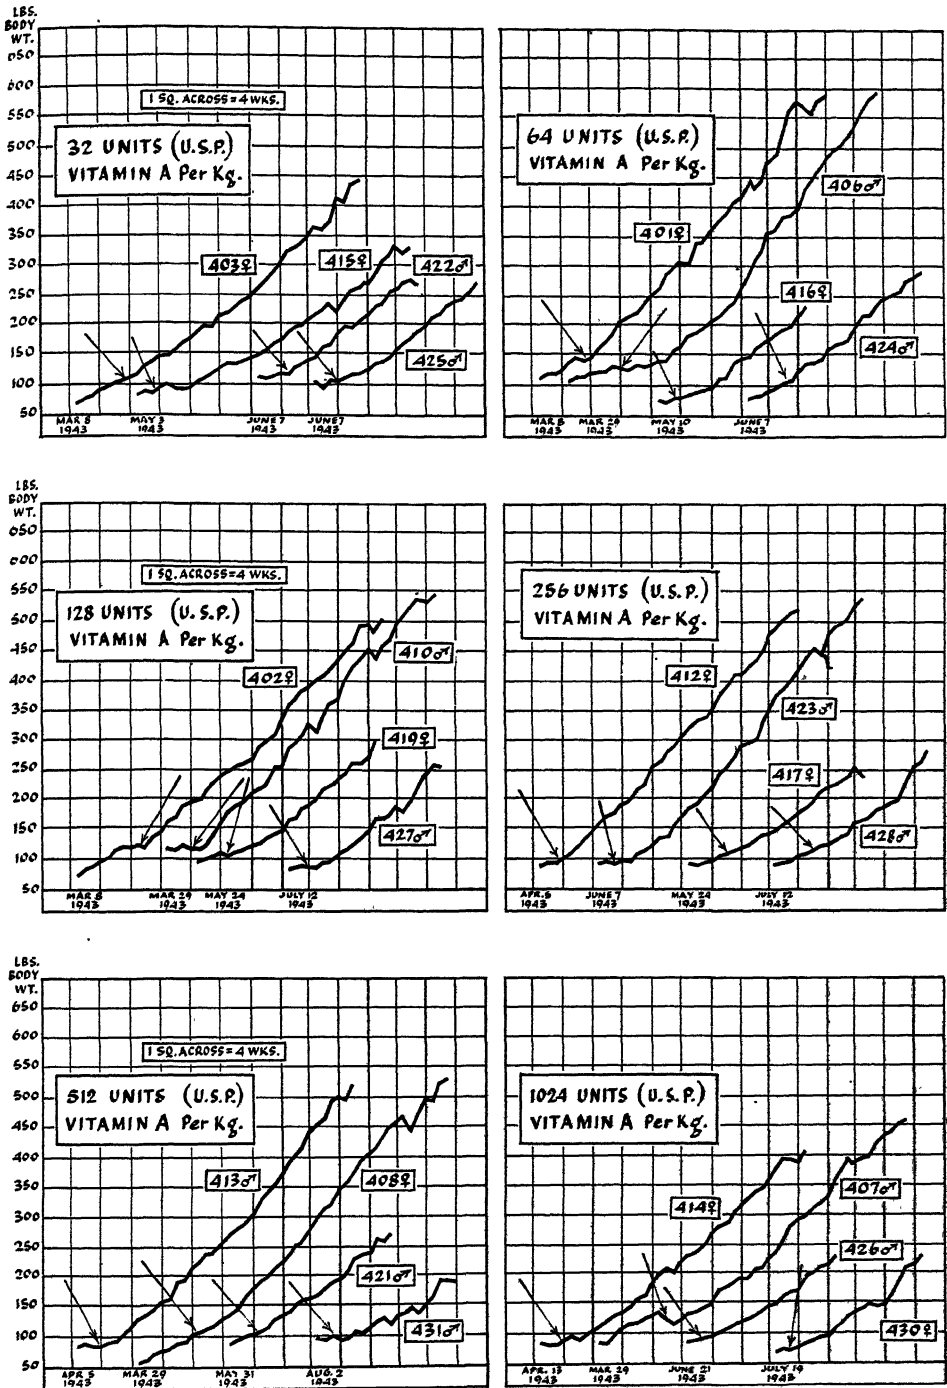 LBS.
BODY
WT.
650
600
550
500
450
400
350
300
250
200
150
100
50
1 SQ. ACROSS = 4 WKS.
32 UNITS (U.S.P.)
VITAMIN A Per Kg.
403♀
415♀
422♂
425♂
MAR 8 MAY 3 JUNE 7 JUNE 7
1943 1943 1943 1943
64 UNITS (U.S.P.)
VITAMIN A Per Kg.
401♀
406♂
416♀
424♂
MAR 8 MAR 29 MAY 10 JUNE 7
1943 1943 1943 1943
LBS.
BODY
WT.
650
600
550
500
450
400
350
300
250
200
150
100
50
1 SQ. ACROSS = 4 WKS.
128 UNITS (U.S.P.)
VITAMIN A Per Kg.
402♀
410♂
419♀
427♂
MAR 8 MAR 29 MAY 24 JULY 12
1943 1943 1943 1943
256 UNITS (U.S.P.)
VITAMIN A Per Kg.
412♀
423♂
417♀
428♂
APR. 5 JUNE 7 MAY 24 JULY 12
1943 1943 1943 1943
LBS.
BODY
WT.
650
600
550
500
450
400
350
300
250
200
150
100
50
1 SQ. ACROSS = 4 WKS.
512 UNITS (U.S.P.)
VITAMIN A Per Kg.
413♂
408♀
421♂
431♂
APR 5 MAR 29 MAY 31 AUG. 2
1943 1943 1943 1943
1024 UNITS (U.S.P.)
VITAMIN A Per Kg.
414♀
407♂
426♂
430♀
APR. 13 MAR 29 JUNE 21 JULY 19
1943 1943 1943 1943